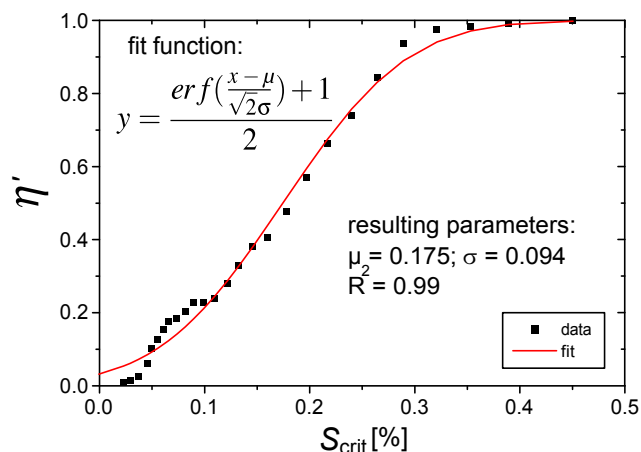 fit function:
y = erf(x − μ / √2σ) + 1 / 2
resulting parameters:
μ = 0.175; σ = 0.094
R² = 0.99
data
fit
η'
1.0
0.8
0.6
0.4
0.2
0.0
0.0 0.1 0.2 0.3 0.4 0.5
S_crit [%]